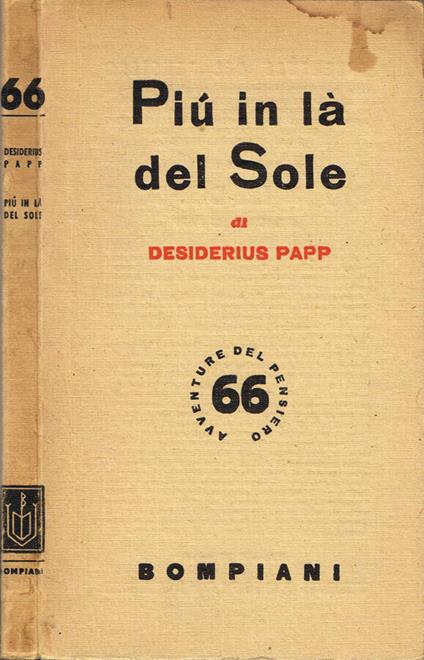 66
DESIDERIUS
PAPP
PIÚ IN LÀ
DEL SOLE
BOMPIANI
Piú in là
del Sole
di
DESIDERIUS PAPP
AVVENTURE DEL PENSIERO
66
BOMPIANI